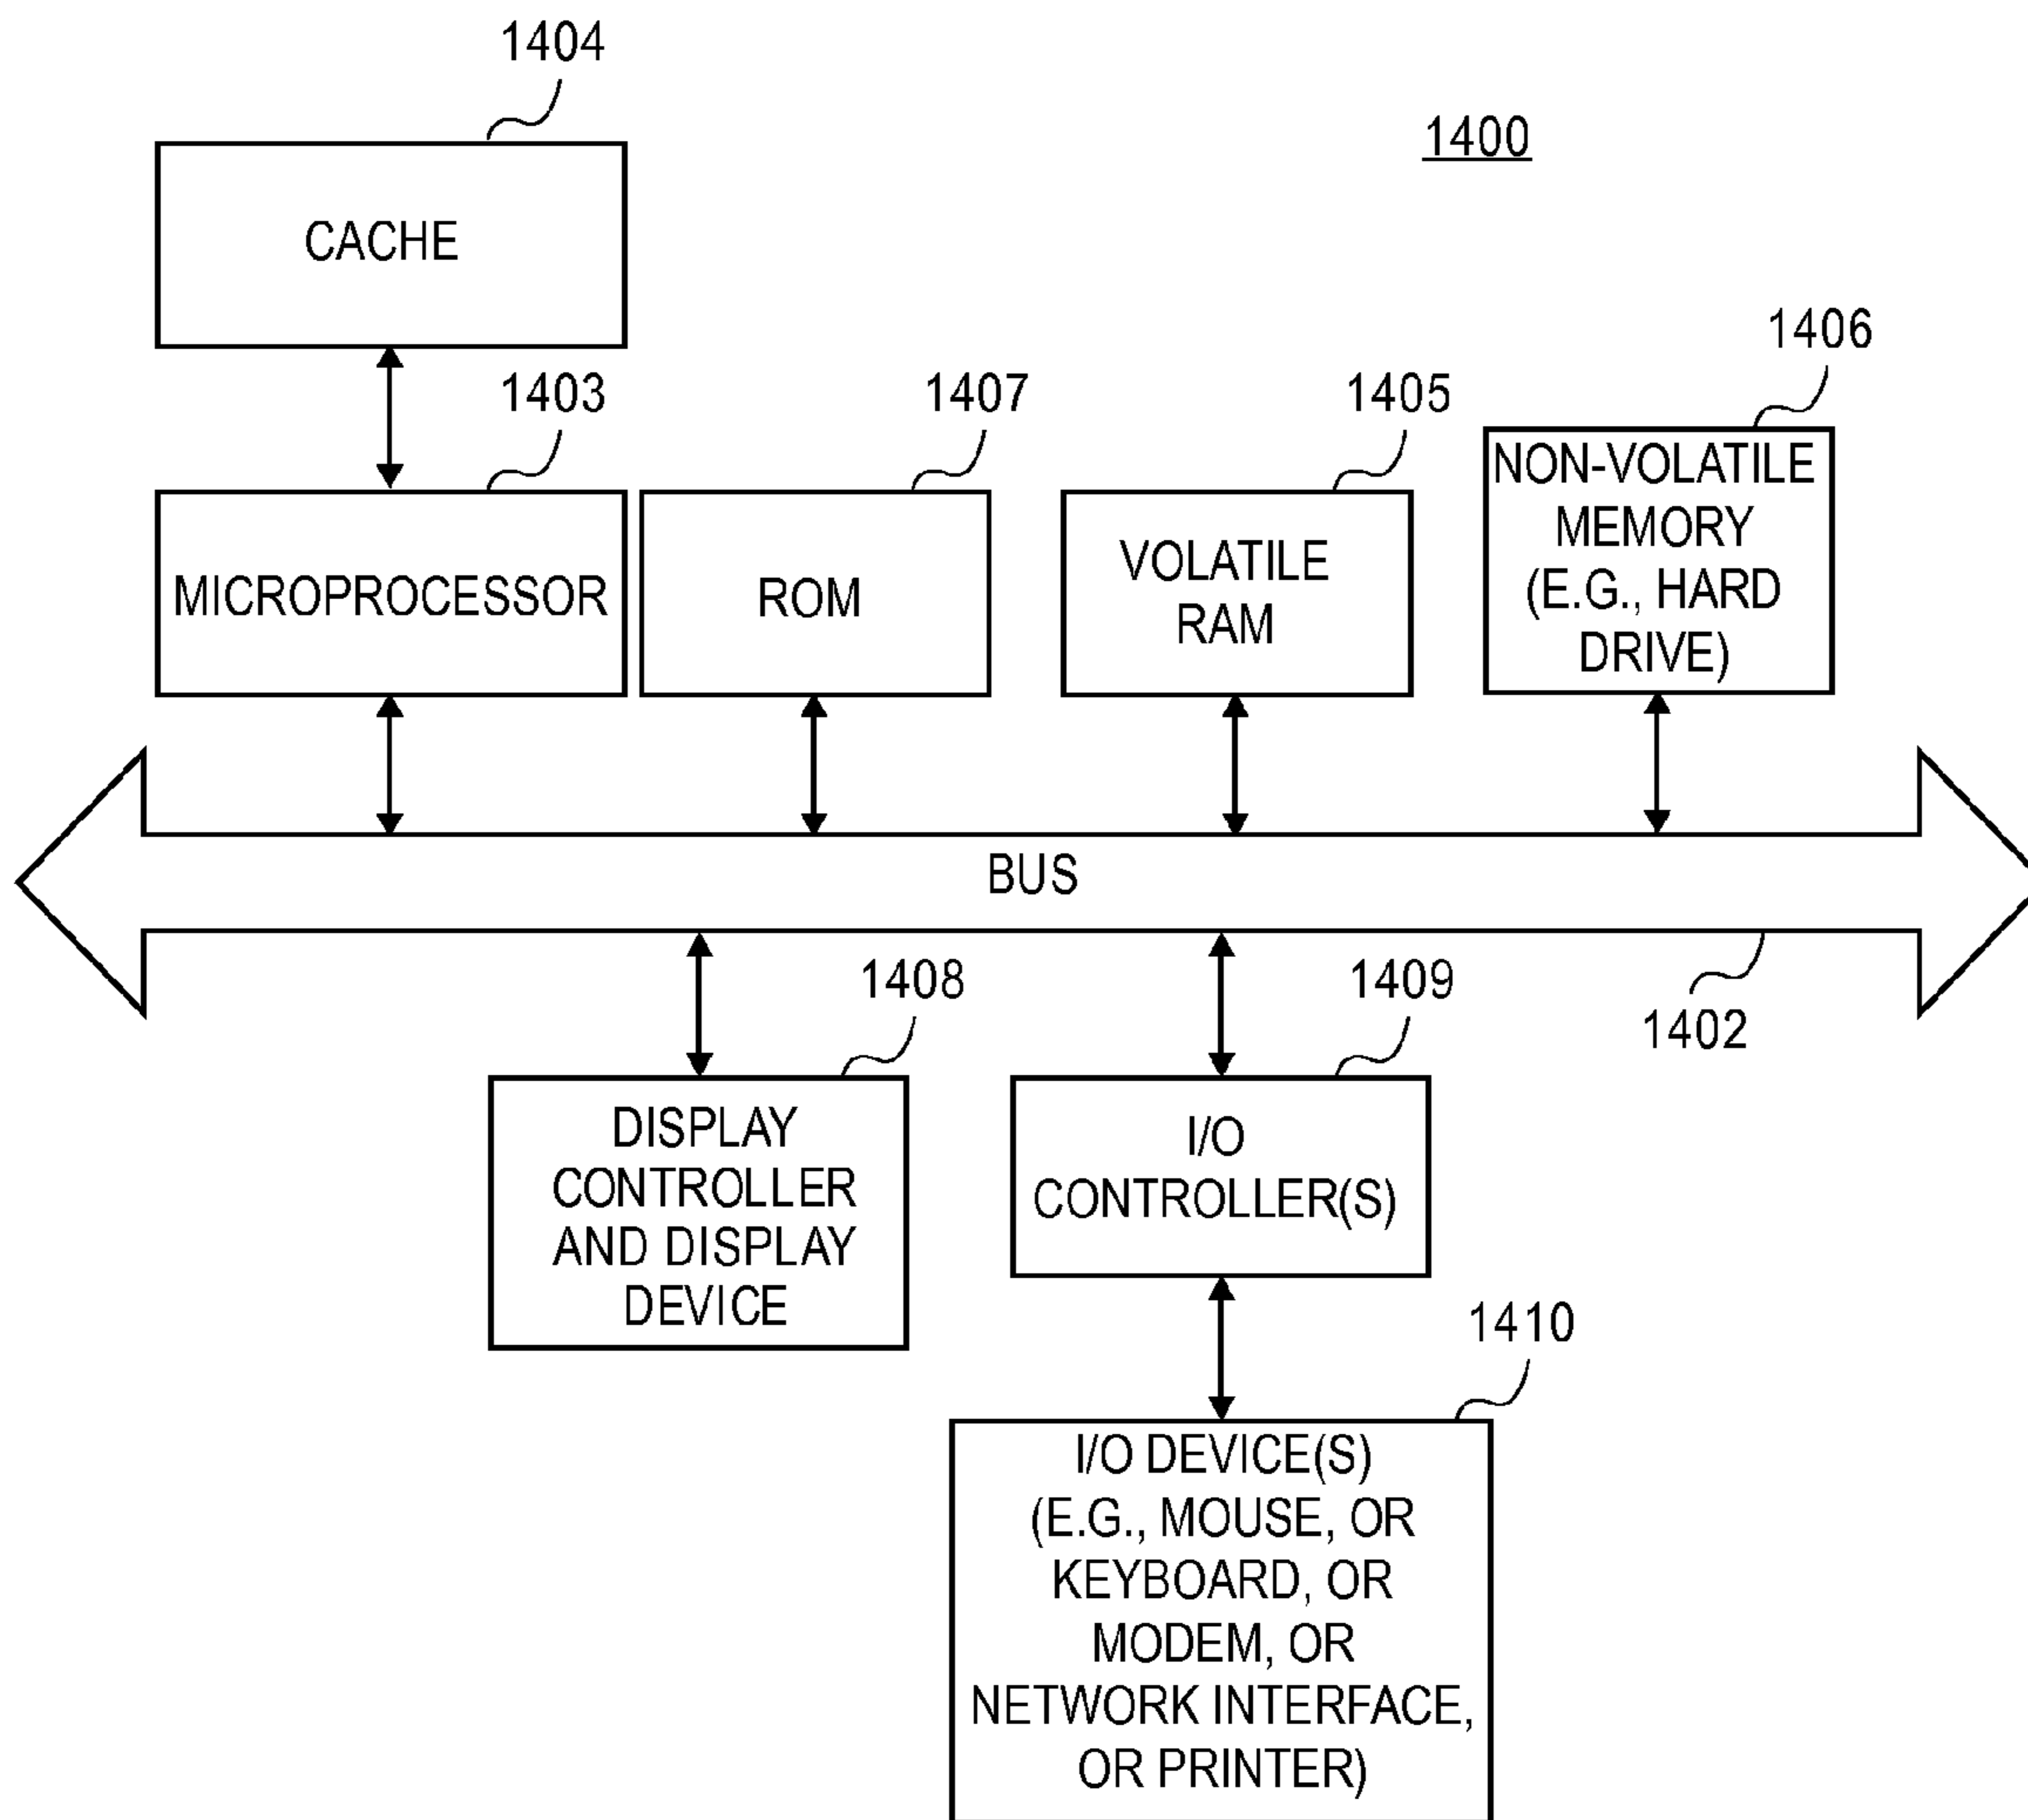 1404
1400
CACHE
1406
1403
1407
1405
NON-VOLATILE
MEMORY
(E.G., HARD
DRIVE)
MICROPROCESSOR
ROM
VOLATILE
RAM
BUS
1408
1409
1402
DISPLAY
CONTROLLER
AND DISPLAY
DEVICE
I/O
CONTROLLER(S)
1410
I/O DEVICE(S)
(E.G., MOUSE, OR
KEYBOARD, OR
MODEM, OR
NETWORK INTERFACE,
OR PRINTER)